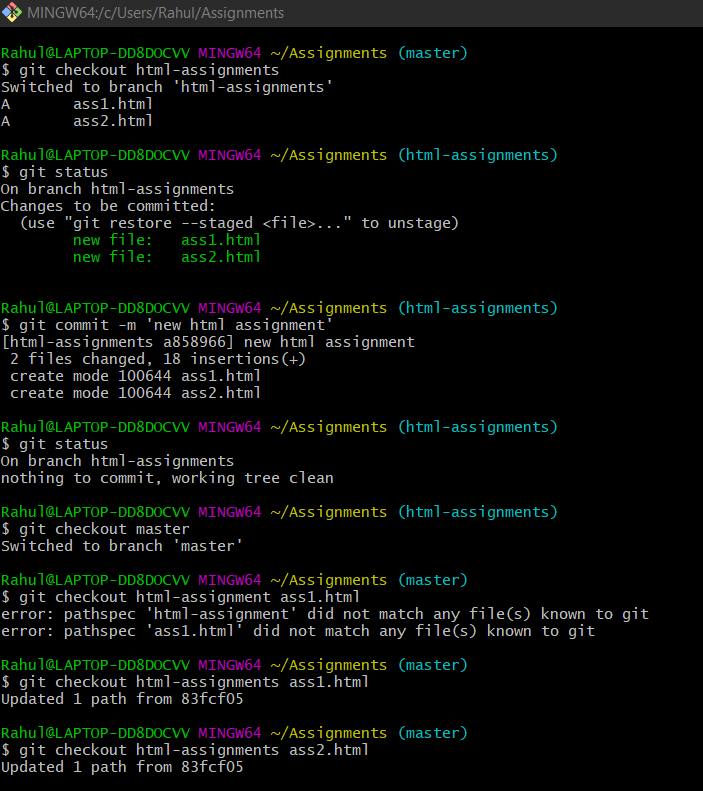 MINGW64:/c/Users/Rahul/Assignments
Rahul@LAPTOP-DD8DOCVV MINGW64 ~/Assignments (master)
$ git checkout html-assignments
Switched to branch 'html-assignments'
A       ass1.html
A       ass2.html
Rahul@LAPTOP-DD8DOCVV MINGW64 ~/Assignments (html-assignments)
$ git status
On branch html-assignments
Changes to be committed:
  (use "git restore --staged <file>..." to unstage)
        new file:   ass1.html
        new file:   ass2.html
Rahul@LAPTOP-DD8DOCVV MINGW64 ~/Assignments (html-assignments)
$ git commit -m 'new html assignment'
[html-assignments a858966] new html assignment
 2 files changed, 18 insertions(+)
 create mode 100644 ass1.html
 create mode 100644 ass2.html
Rahul@LAPTOP-DD8DOCVV MINGW64 ~/Assignments (html-assignments)
$ git status
On branch html-assignments
nothing to commit, working tree clean
Rahul@LAPTOP-DD8DOCVV MINGW64 ~/Assignments (html-assignments)
$ git checkout master
Switched to branch 'master'
Rahul@LAPTOP-DD8DOCVV MINGW64 ~/Assignments (master)
$ git checkout html-assignment ass1.html
error: pathspec 'html-assignment' did not match any file(s) known to git
error: pathspec 'ass1.html' did not match any file(s) known to git
Rahul@LAPTOP-DD8DOCVV MINGW64 ~/Assignments (master)
$ git checkout html-assignments ass1.html
Updated 1 path from 83fcf05
Rahul@LAPTOP-DD8DOCVV MINGW64 ~/Assignments (master)
$ git checkout html-assignments ass2.html
Updated 1 path from 83fcf05